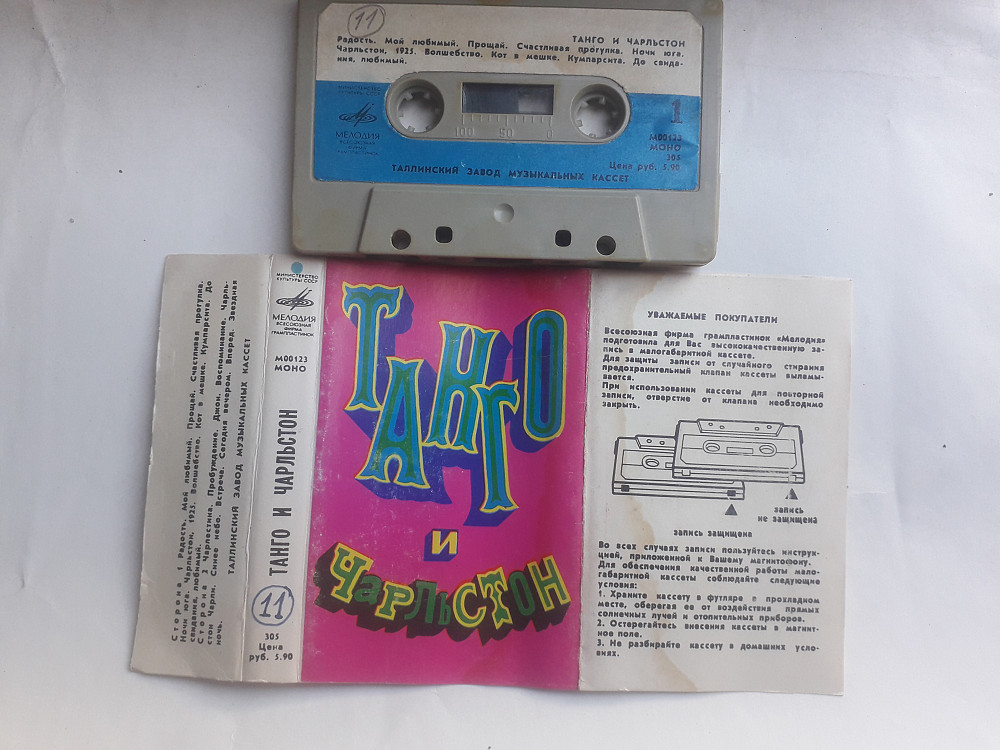 11
ТАНГО И ЧАРЛЬСТОН
Радость. Мой любимый. Прощай. Счастливая прогулка. Ночи юга.
Чарльстон, 1925. Волшебство. Кот в мешке. Кумпарсита. До свида-
ния, любимый.
МИНИСТЕРСТВО
КУЛЬТУРЫ СССР
МЕЛОДИЯ
ВСЕСОЮЗНАЯ
ФИРМА
ГРАМПЛАСТИНОК
100 50 0
1
М00123
МОНО
305
Цена руб. 5.90
ТАЛЛИНСКИЙ ЗАВОД МУЗЫКАЛЬНЫХ КАССЕТ
Сторона 1 Радость. Мой любимый. Прощай. Счастливая прогулка.
Ночи юга. Чарльстон, 1925. Волшебство. Кот в мешке. Кумпарсита. До
свидания, любимый.
Сторона 2 Чарлестина. Пробуждение. Джон. Воспоминание. Чарль-
стон Чарли. Синее небо. Встреча. Сегодня вечером. Вперед. Звездная
ночь.
ТАЛЛИНСКИЙ ЗАВОД МУЗЫКАЛЬНЫХ КАССЕТ
МИНИСТЕРСТВО
КУЛЬТУРЫ СССР
МЕЛОДИЯ
ВСЕСОЮЗНАЯ
ФИРМА
ГРАМПЛАСТИНОК
М00123
МОНО
ТАНГО И ЧАРЛЬСТОН
11
305
Цена
руб. 5.90
ТАНГО
И
ЧАРЛЬСТОН
УВАЖАЕМЫЕ ПОКУПАТЕЛИ
Всесоюзная фирма грампластинок «Мелодия»
подготовила для Вас высококачественную за-
пись в малогабаритной кассете.
Для защиты записи от случайного стирания
предохранительный клапан кассеты выламы-
вается.
При использовании кассеты для повторной
записи, отверстие от клапана необходимо
закрыть.
запись
не защищена
запись защищена
Во всех случаях записи пользуйтесь инструк-
цией, приложенной к Вашему магнитофону.
Для обеспечения качественной работы мало-
габаритной кассеты соблюдайте следующие
условия:
1. Храните кассету в футляре в прохладном
месте, оберегая ее от воздействия прямых
солнечных лучей и отопительных приборов.
2. Остерегайтесь внесения кассеты в магнит-
ное поле.
3. Не разбирайте кассету в домашних усло-
виях.